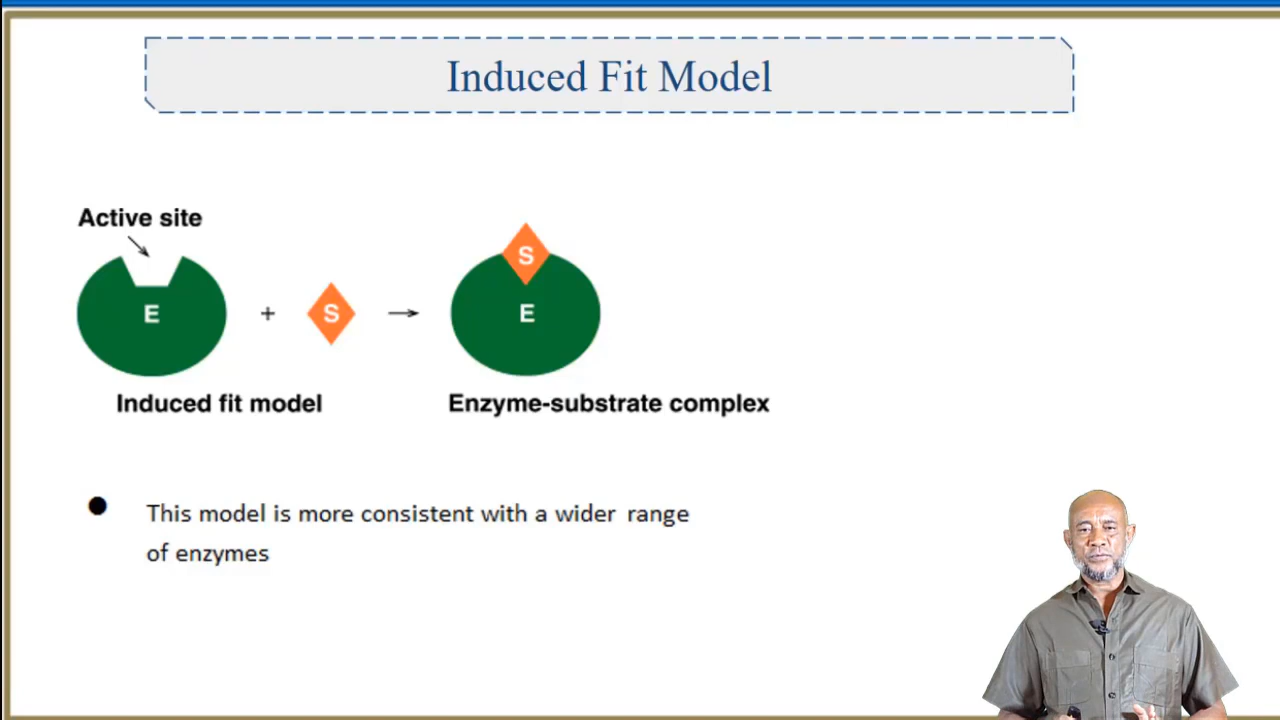 Induced Fit Model
Active site
E
+
S
→
S
E
Induced fit model
Enzyme-substrate complex
● This model is more consistent with a wider range
of enzymes